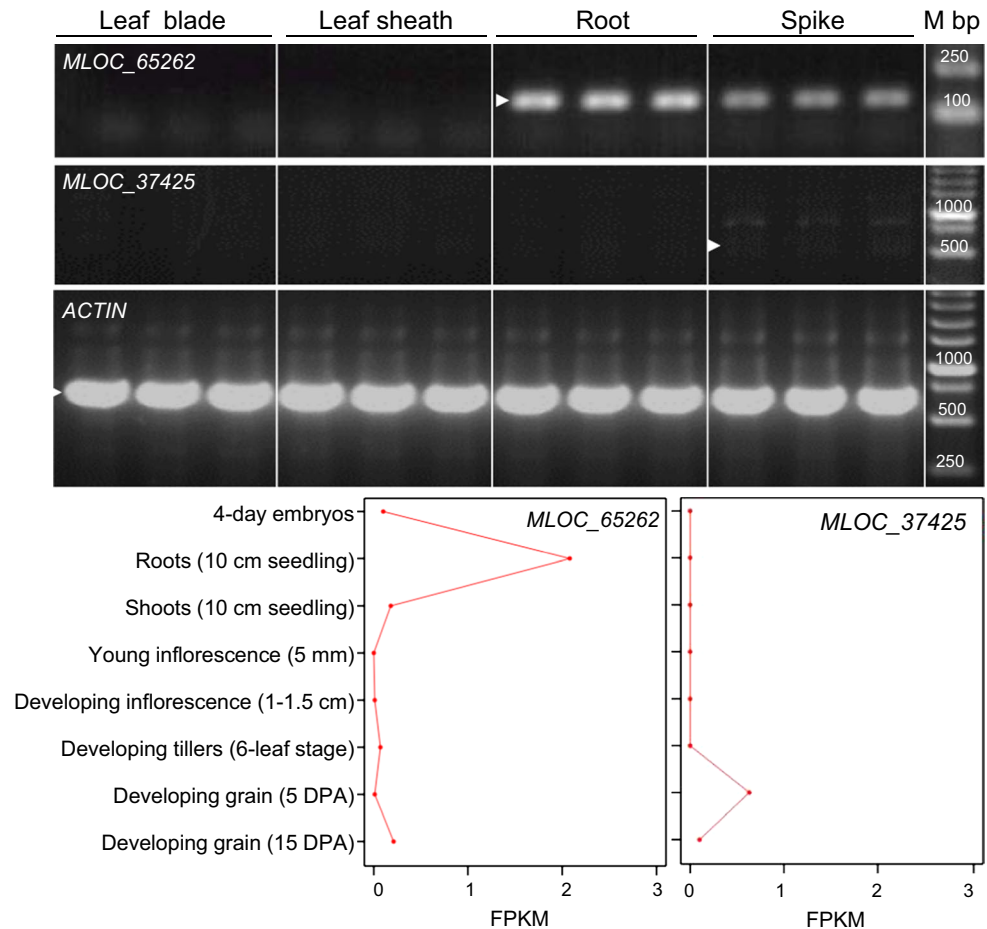 Leaf blade Leaf sheath Root Spike M bp
MLOC_65262
250
100
MLOC_37425
1000
500
ACTIN
1000
500
250
4-day embryos
Roots (10 cm seedling)
Shoots (10 cm seedling)
Young inflorescence (5 mm)
Developing inflorescence (1-1.5 cm)
Developing tillers (6-leaf stage)
Developing grain (5 DPA)
Developing grain (15 DPA)
MLOC_65262
0 1 2 3
FPKM
MLOC_37425
0 1 2 3
FPKM